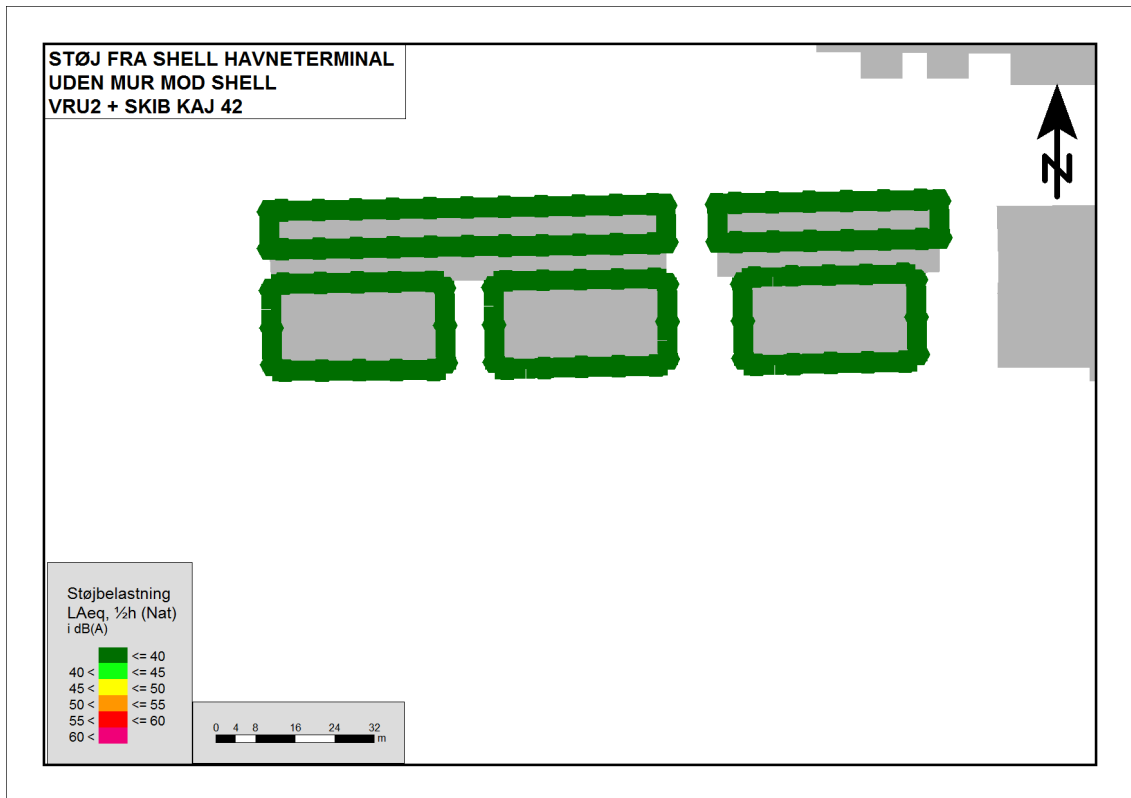 STØJ FRA SHELL HAVNETERMINAL
UDEN MUR MOD SHELL
VRU2 + SKIB KAJ 42
N
Støjbelastning
LAeq, ½h (Nat)
i dB(A)
<= 40
40 < <= 45
45 < <= 50
50 < <= 55
55 < <= 60
60 <
0 4 8 16 24 32
m